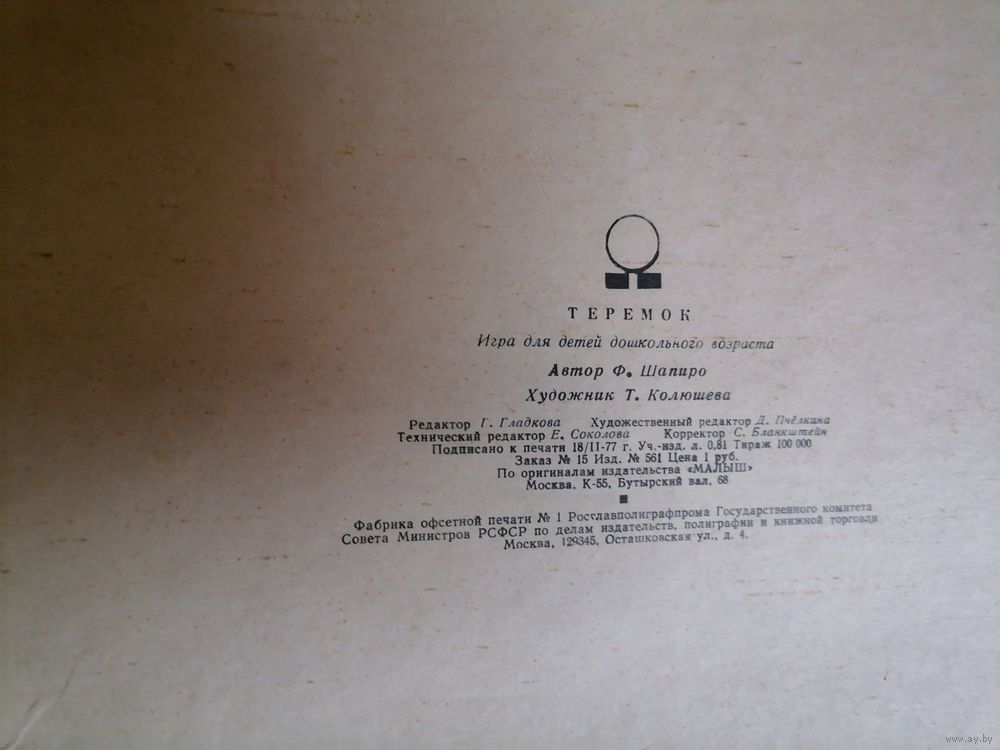 ТЕРЕМОК
Игра для детей дошкольного возраста
Автор Ф. Шапиро
Художник Т. Колюшева
Редактор Г. Гладкова Художественный редактор Д. Пчёлкина
Технический редактор Е. Соколова Корректор С. Бланкштейн
Подписано к печати 18/II-77 г. Уч.-изд. л. 0,81 Тираж 100 000
Заказ № 15 Изд. № 561 Цена 1 руб.
По оригиналам издательства «МАЛЫШ»
Москва, К-55, Бутырский вал, 68
Фабрика офсетной печати № 1 Росглавполиграфпрома Государственного комитета
Совета Министров РСФСР по делам издательств, полиграфии и книжной торговли
Москва, 129345, Осташковская ул., д. 4.
www.ay.by